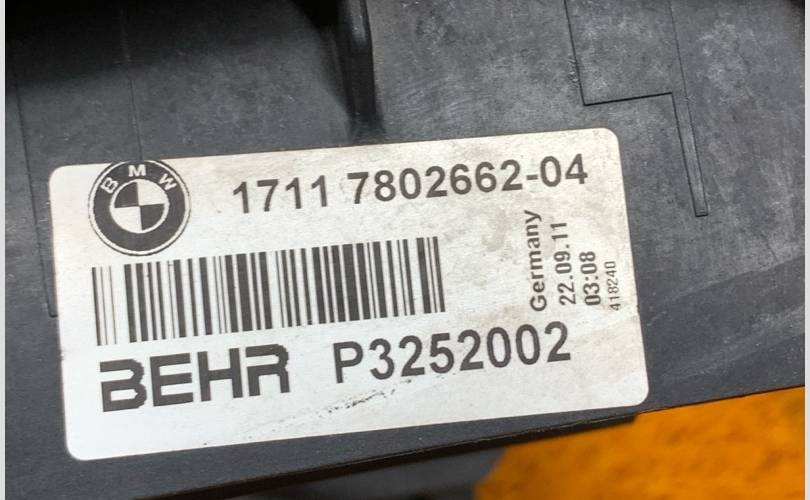 BMW
1711 7802662-04
Germany
22.09.11
03:08
418240
BEHR P3252002